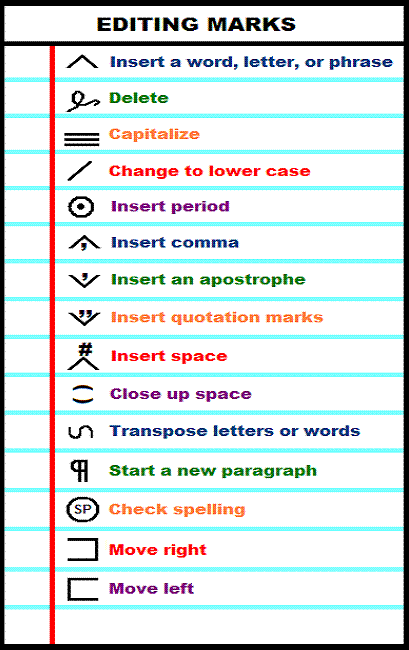 EDITING MARKS
Insert a word, letter, or phrase
Delete
Capitalize
Change to lower case
Insert period
, Insert comma
’ Insert an apostrophe
” Insert quotation marks
# Insert space
Close up space
Transpose letters or words
¶ Start a new paragraph
SP Check spelling
Move right
Move left